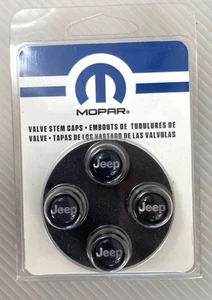 MOPAR®
VALVE STEM CAPS • EMBOUTS DE TUDULURES DE
VALVE • TAPAS DE LOS VASTAGO DE LAS VALVULAS
Jeep
Jeep
Jeep
Jeep